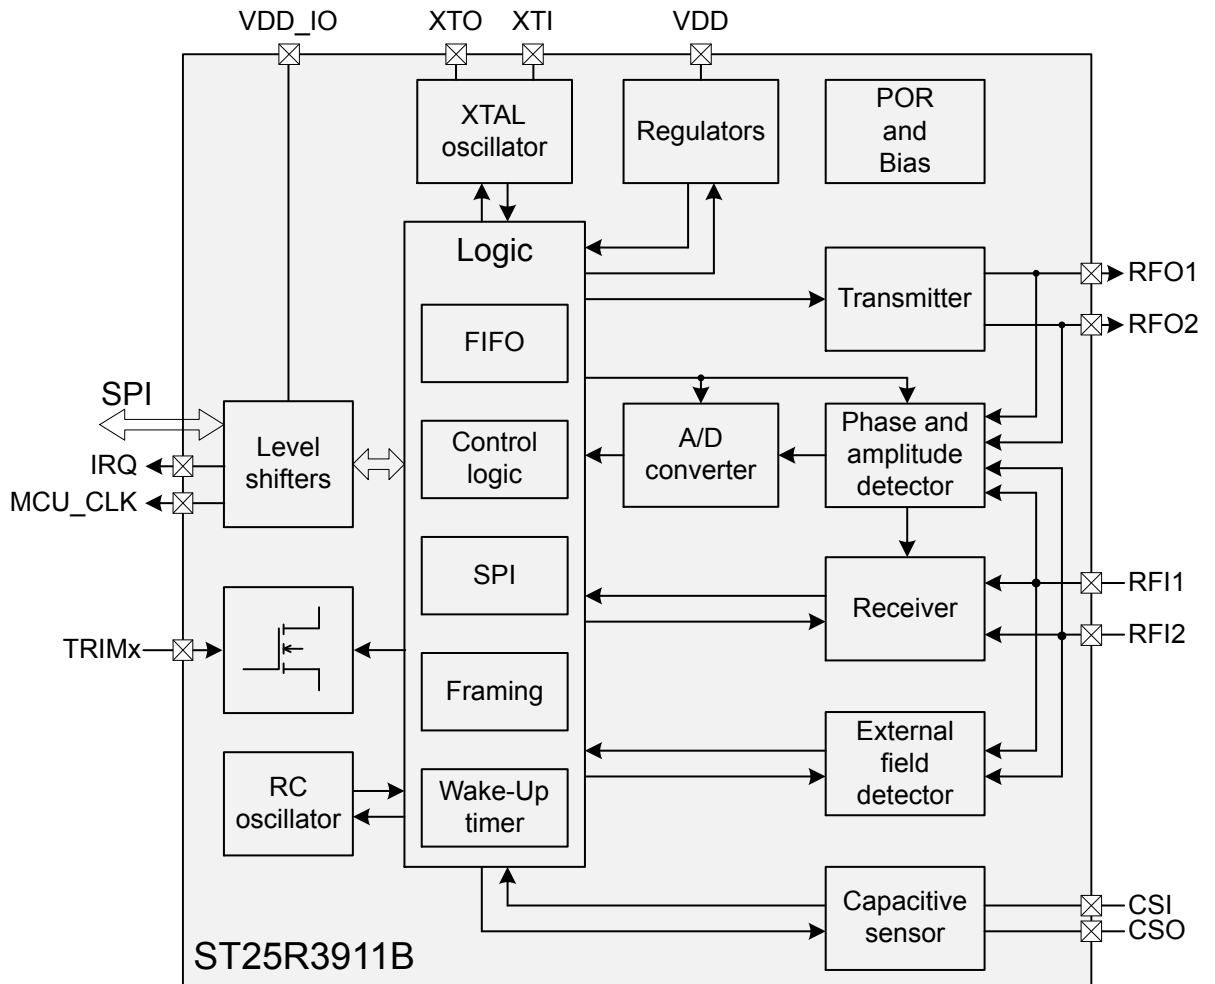 VDD_IO
XTO
XTI
VDD
XTAL
oscillator
Regulators
POR
and
Bias
Logic
FIFO
Control
logic
SPI
Framing
Wake-Up
timer
Transmitter
RFO1
RFO2
SPI
IRQ
MCU_CLK
Level
shifters
A/D
converter
Phase and
amplitude
detector
Receiver
RFI1
RFI2
TRIMx
RC
oscillator
External
field
detector
Capacitive
sensor
CSI
CSO
ST25R3911B